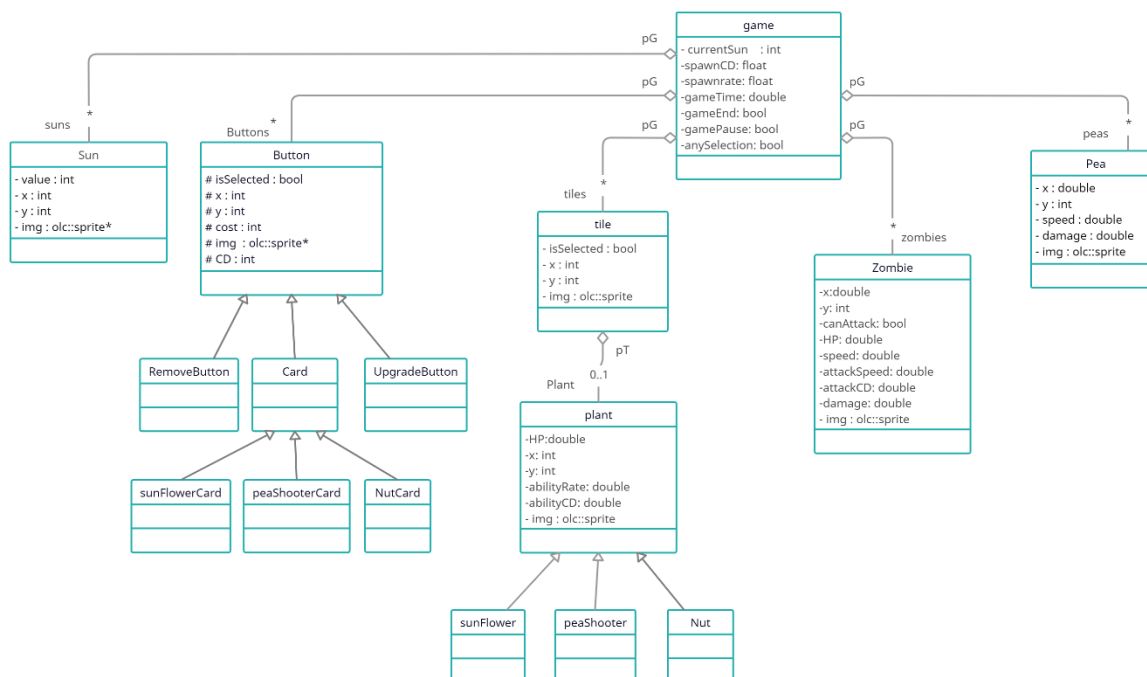 game
- currentSun : int
-spawnCD: float
-spawnrate: float
-gameTime: double
-gameEnd: bool
-gamePause: bool
-anySelection: bool
pG
pG
pG
pG
pG
*
suns
*
Buttons
*
tiles
*
zombies
*
peas
Sun
- value : int
- x : int
- y : int
- img : olc::sprite*
Button
# isSelected : bool
# x : int
# y : int
# cost : int
# img : olc::sprite*
# CD : int
tile
- isSelected : bool
- x : int
- y : int
- img : olc::sprite
Zombie
-x:double
-y: int
-canAttack: bool
-HP: double
-speed: double
-attackSpeed: double
-attackCD: double
-damage: double
- img : olc::sprite
Pea
- x : double
- y : int
- speed : double
- damage : double
- img : olc::sprite
RemoveButton
Card
UpgradeButton
pT
0..1
Plant
sunFlowerCard
peaShooterCard
NutCard
plant
-HP:double
-x: int
-y: int
-abilityRate: double
-abilityCD: double
- img : olc::sprite
sunFlower
peaShooter
Nut